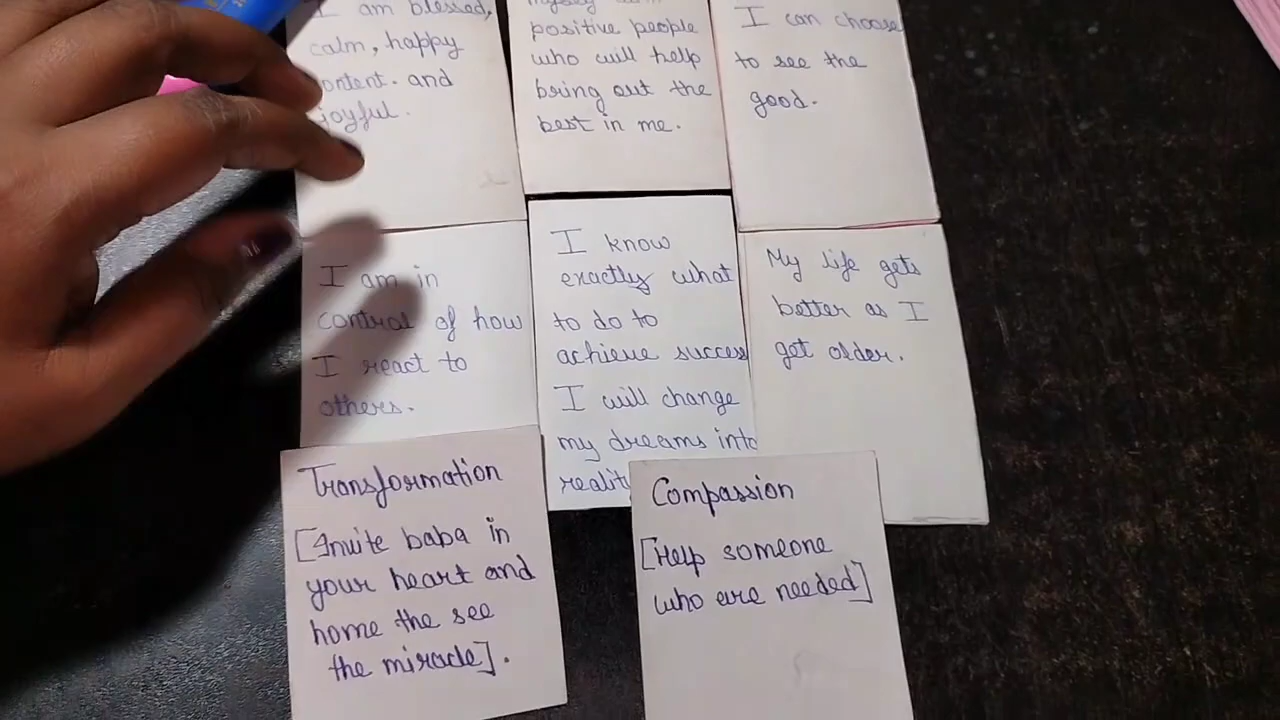 I am blessed,
calm, happy
content. and
joyful.
positive people
who will help
bring out the
best in me.
I can choose
to see the
good.
I am in
control of how
I react to
others.
I know
exactly what
to do to
achieve success
I will change
my dreams into
reality
My life gets
better as I
get older.
Transformation
[Invite baba in
your heart and
home the see
the miracle].
Compassion
[Help someone
who are needed]